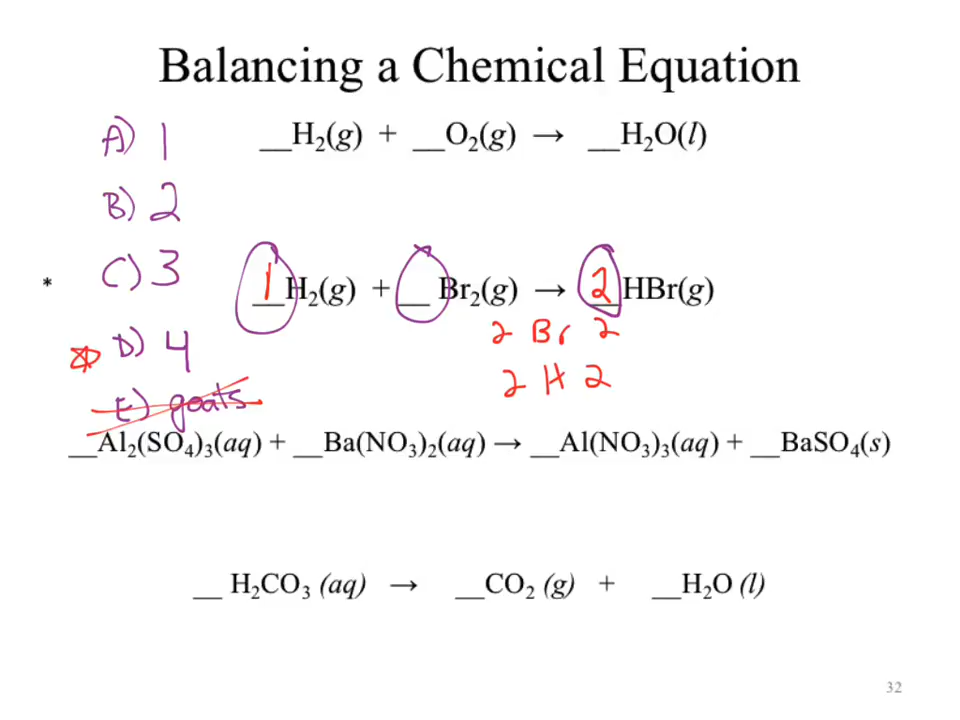 Balancing a Chemical Equation
A) 1
__H₂(g) + __O₂(g) → __H₂O(l)
B) 2
C) 3
* 1 H₂(g) + __ Br₂(g) → 2 HBr(g)
2 Br 2
D) 4
2 H 2
E) goats
__Al₂(SO₄)₃(aq) + __Ba(NO₃)₂(aq) → __Al(NO₃)₃(aq) + __BaSO₄(s)
__ H₂CO₃ (aq) → __CO₂ (g) + __H₂O (l)
32